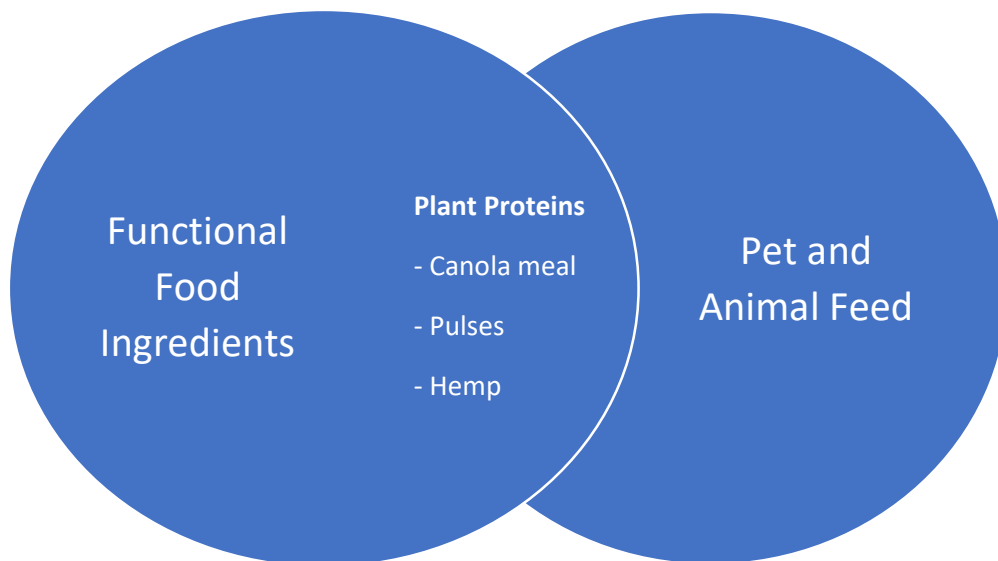 Functional
Food
Ingredients
Plant Proteins
- Canola meal
- Pulses
- Hemp
Pet and
Animal Feed